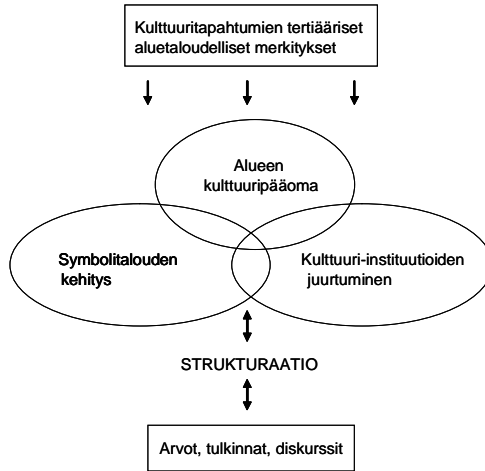 Kulttuuritapahtumien tertiääriset
aluetaloudelliset merkitykset
Alueen
kulttuuripääoma
Symbolitalouden
kehitys
Kulttuuri-instituutioiden
juurtuminen
STRUKTURAATIO
Arvot, tulkinnat, diskurssit